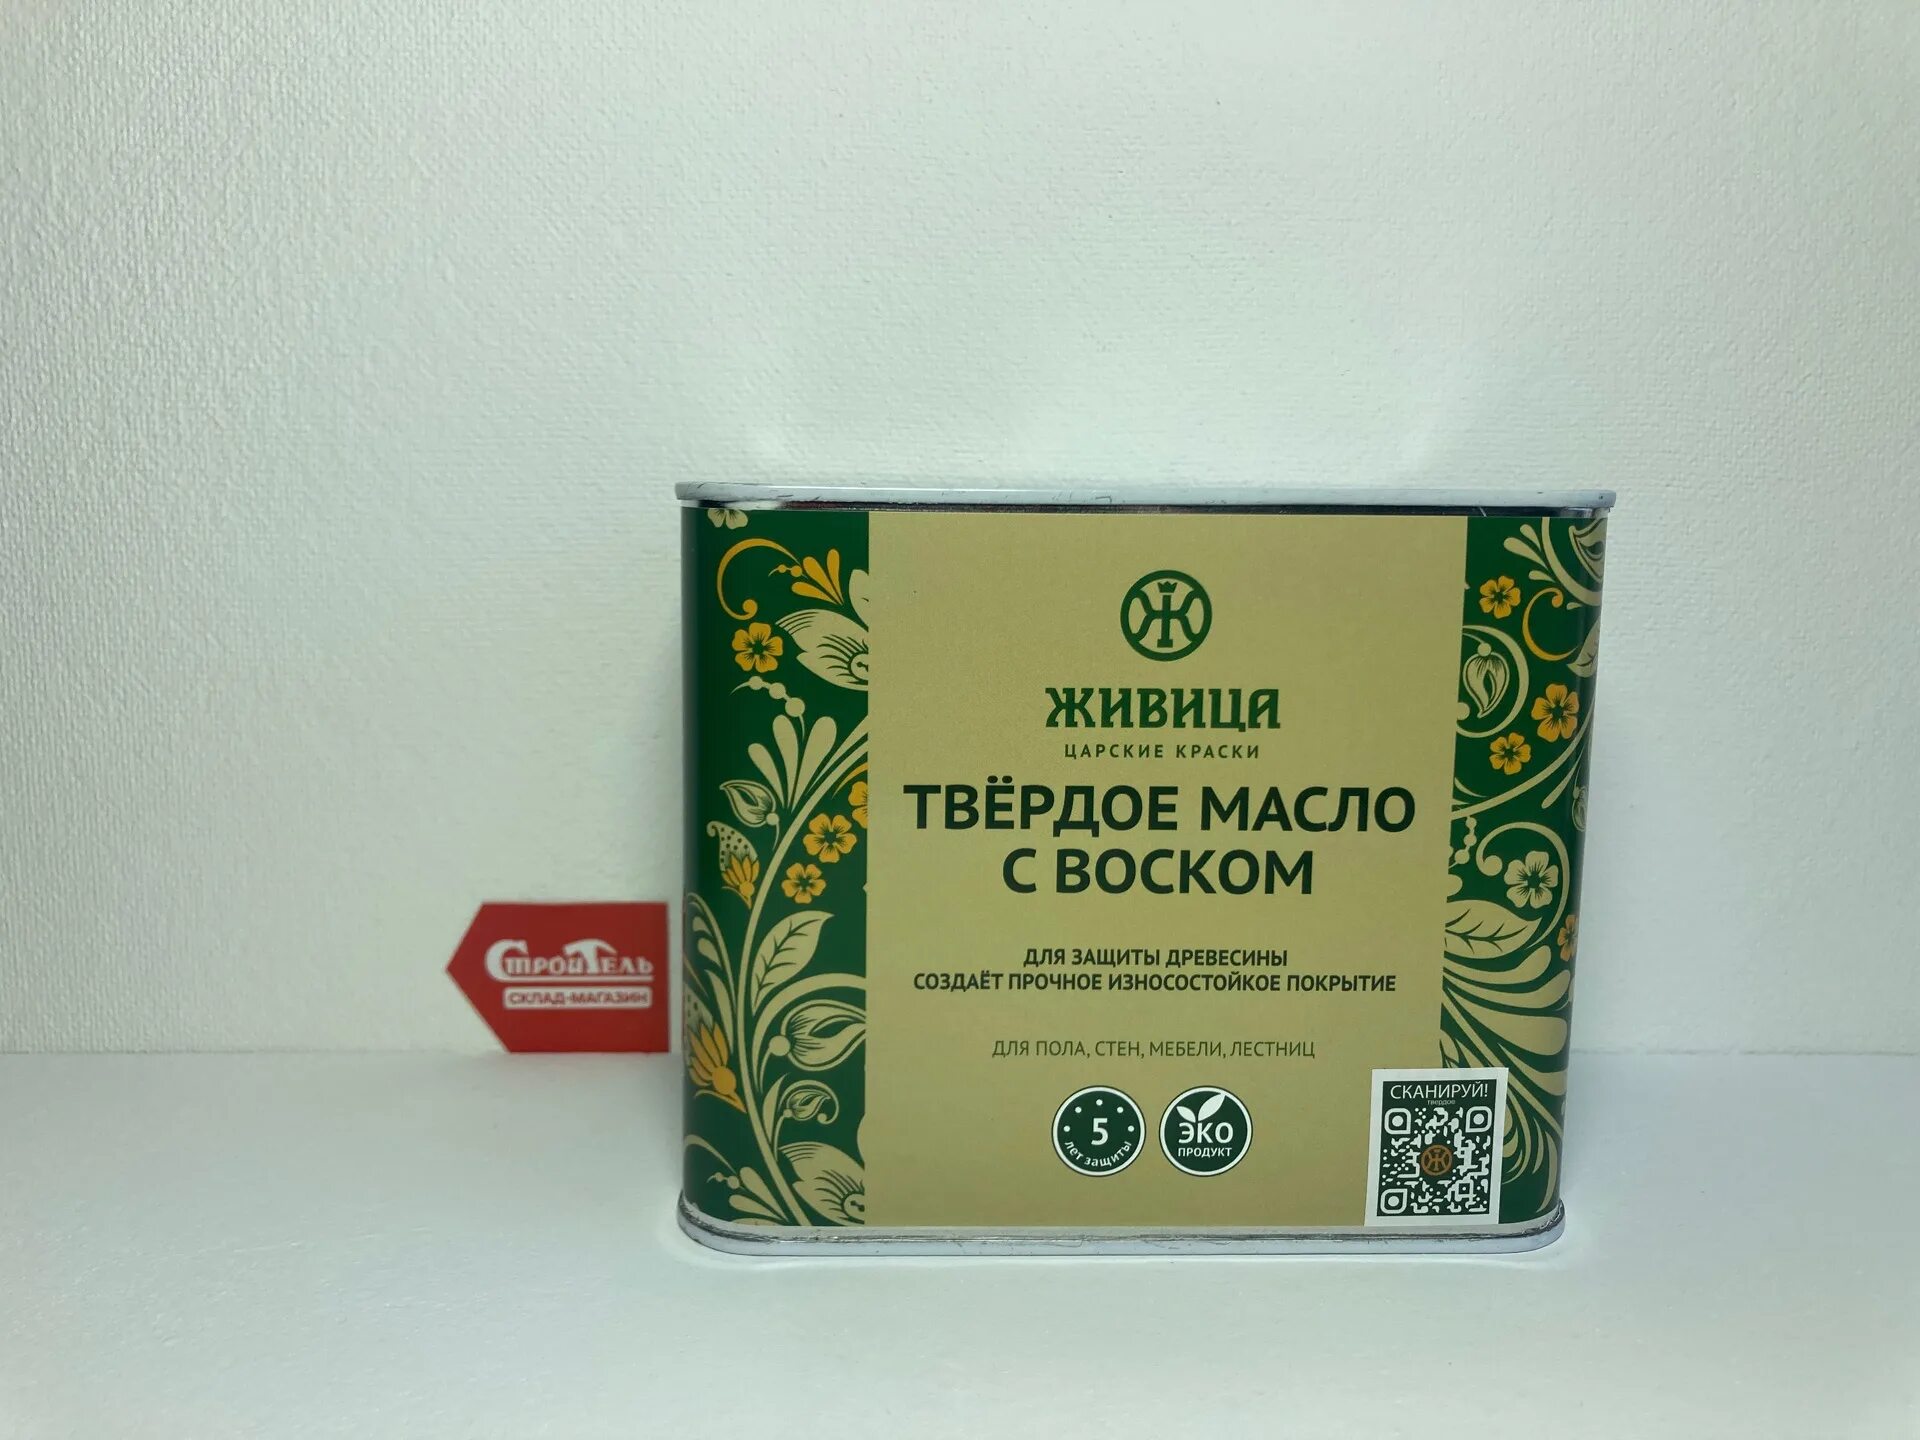 ЖИВИЦА
ЦАРСКИЕ КРАСКИ
ТВЁРДОЕ МАСЛО
С ВОСКОМ
ДЛЯ ЗАЩИТЫ ДРЕВЕСИНЫ
СОЗДАЁТ ПРОЧНОЕ ИЗНОСОСТОЙКОЕ ПОКРЫТИЕ
ДЛЯ ПОЛА, СТЕН, МЕБЕЛИ, ЛЕСТНИЦ
5
лет защиты
ЭКО
ПРОДУКТ
СКАНИРУЙ!
твердое
СТРОЙТЕЛЬ
СКЛАД-МАГАЗИН